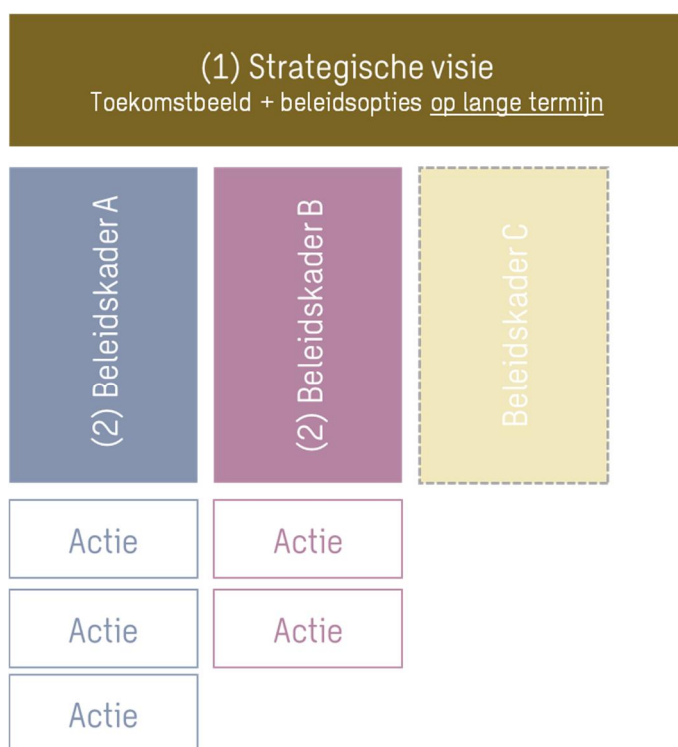 (1) Strategische visie
Toekomstbeeld + beleidsopties op lange termijn
(2) Beleidskader A
(2) Beleidskader B
Beleidskader C
Actie
Actie
Actie
Actie
Actie